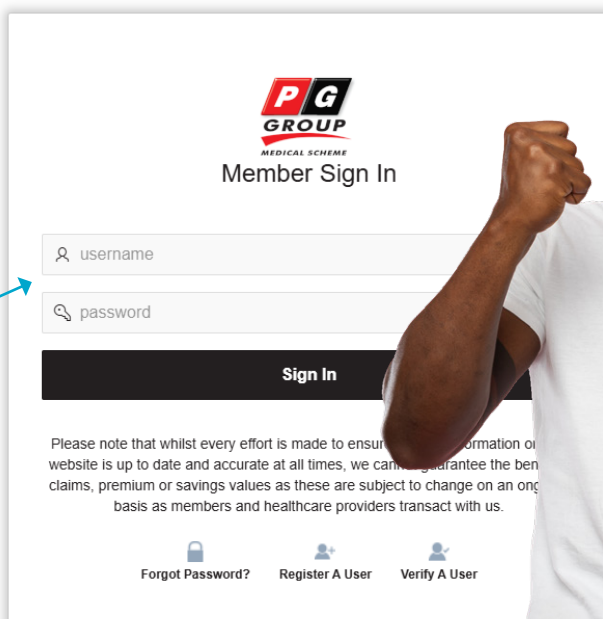 PG
GROUP
MEDICAL SCHEME
Member Sign In
username
password
Sign In
Please note that whilst every effort is made to
website is up to date and accurate at all times, we the
claims, premium or savings values as these are subject to change on an
basis as members and healthcare providers transact with us.
Forgot Password? Register A User Verify A User